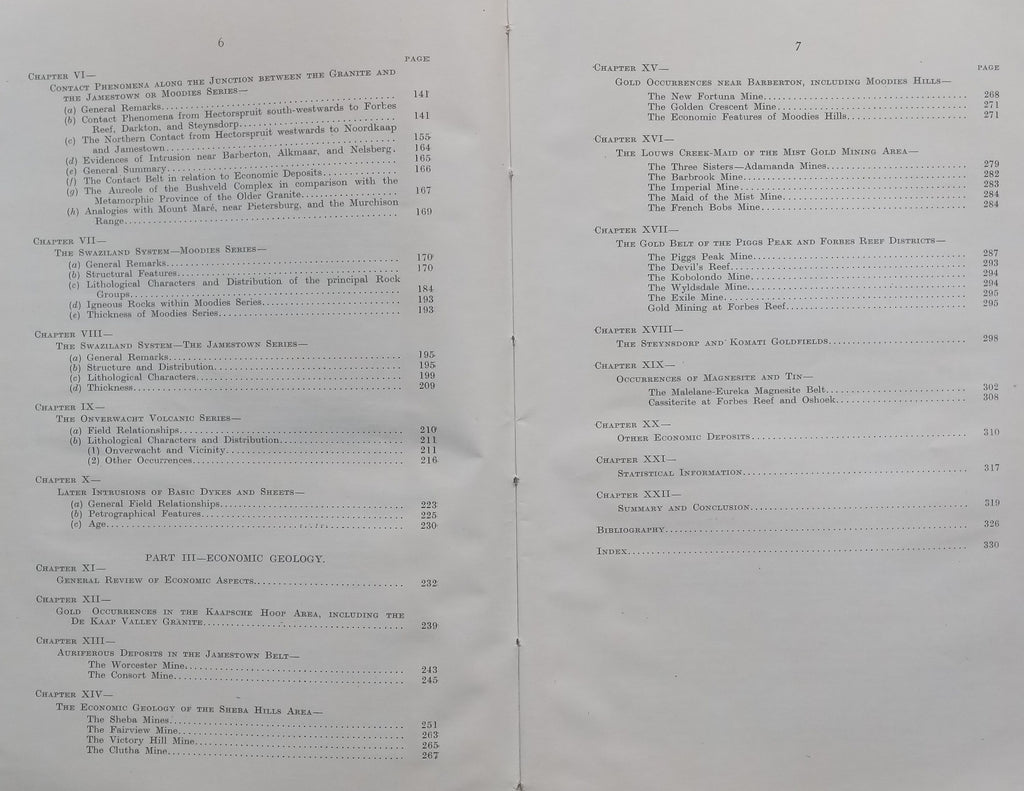 6
PAGE
CHAPTER VI—
CONTACT PHENOMENA ALONG THE JUNCTION BETWEEN THE GRANITE AND
THE JAMESTOWN OR MOODIES SERIES—
(a) General Remarks 141
(b) Contact Phenomena from Hectorspruit south-westwards to Forbes
Reef, Darkton, and Steynsdorp 141
(c) The Northern Contact from Hectorspruit westwards to Noordkaap
and Jamestown 155
(d) Evidences of Intrusion near Barberton, Alkmaar, and Nelsberg. 164
(e) General Summary 165
(f) The Contact Belt in relation to Economic Deposits 166
(g) The Aureole of the Bushveld Complex in comparison with the
Metamorphic Province of the Older Granite 167
(h) Analogies with Mount Maré, near Pietersburg, and the Murchison
Range 169
CHAPTER VII—
THE SWAZILAND SYSTEM—MOODIES SERIES—
(a) General Remarks 170
(b) Structural Features 170
(c) Lithological Characters and Distribution of the principal Rock
Groups 184
(d) Igneous Rocks within Moodies Series 193
(e) Thickness of Moodies Series 193
CHAPTER VIII—
THE SWAZILAND SYSTEM—THE JAMESTOWN SERIES—
(a) General Remarks 195
(b) Structure and Distribution 195
(c) Lithological Characters 199
(d) Thickness 209
CHAPTER IX—
THE ONVERWACHT VOLCANIC SERIES—
(a) Field Relationships 210
(b) Lithological Characters and Distribution 211
(1) Onverwacht and Vicinity 211
(2) Other Occurrences 216
CHAPTER X—
LATER INTRUSIONS OF BASIC DYKES AND SHEETS—
(a) General Field Relationships 223
(b) Petrographical Features 225
(c) Age 230
PART III—ECONOMIC GEOLOGY.
CHAPTER XI—
GENERAL REVIEW OF ECONOMIC ASPECTS 232
CHAPTER XII—
GOLD OCCURRENCES IN THE KAAPSCHE HOOP AREA, INCLUDING THE
DE KAAP VALLEY GRANITE 239
CHAPTER XIII—
AURIFEROUS DEPOSITS IN THE JAMESTOWN BELT—
The Worcester Mine 243
The Consort Mine 245
CHAPTER XIV—
THE ECONOMIC GEOLOGY OF THE SHEBA HILLS AREA—
The Sheba Mines 251
The Fairview Mine 263
The Victory Hill Mine 265
The Clutha Mine 267
7
PAGE
CHAPTER XV—
GOLD OCCURRENCES NEAR BARBERTON, INCLUDING MOODIES HILLS—
The New Fortuna Mine 268
The Golden Crescent Mine 271
The Economic Features of Moodies Hills 271
CHAPTER XVI—
THE LOUWS CREEK-MAID OF THE MIST GOLD MINING AREA—
The Three Sisters—Adamanda Mines 279
The Barbrook Mine 282
The Imperial Mine 283
The Maid of the Mist Mine 284
The French Bobs Mine 284
CHAPTER XVII—
THE GOLD BELT OF THE PIGGS PEAK AND FORBES REEF DISTRICTS—
The Piggs Peak Mine 287
The Devil's Reef 293
The Kobolondo Mine 294
The Wyldsdale Mine 294
The Exile Mine 295
Gold Mining at Forbes Reef 295
CHAPTER XVIII—
THE STEYNSDORP AND KOMATI GOLDFIELDS 298
CHAPTER XIX—
OCCURRENCES OF MAGNESITE AND TIN—
The Malelane-Eureka Magnesite Belt 302
Cassiterite at Forbes Reef and Oshoek 308
CHAPTER XX—
OTHER ECONOMIC DEPOSITS 310
CHAPTER XXI—
STATISTICAL INFORMATION 317
CHAPTER XXII—
SUMMARY AND CONCLUSION 319
BIBLIOGRAPHY 326
INDEX 330